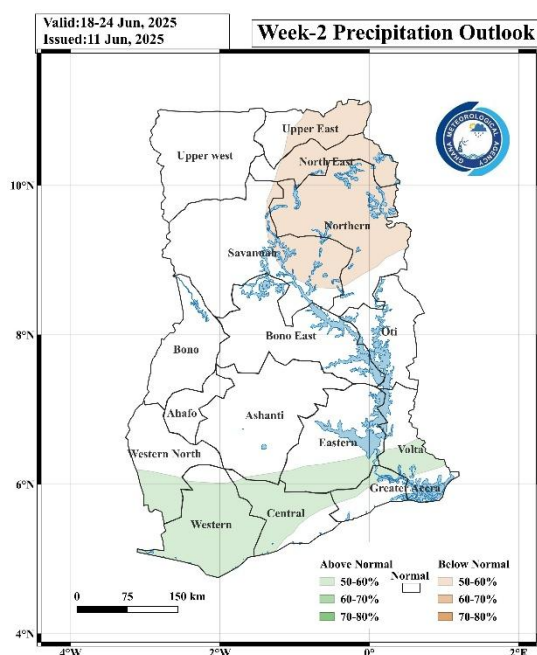 Valid:18-24 Jun, 2025
Issued:11 Jun, 2025
Week-2 Precipitation Outlook
GHANA METEOROLOGICAL AGENCY
Upper East
Upper west
North East
10°N
Northern
Savannah
8°N
Bono East
Oti
Bono
Ahafo
Ashanti
Eastern
Western North
Volta
6°N
Greater Accra
Western
Central
Above Normal
Below Normal
50-60%
Normal
50-60%
60-70%
60-70%
70-80%
70-80%
0
75
150 km
4°N
4°W
2°W
0°
2°E